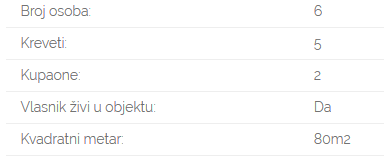 Broj osoba: 6
Kreveti: 5
Kupaone: 2
Vlasnik živi u objektu: Da
Kvadratni metar: 80m2